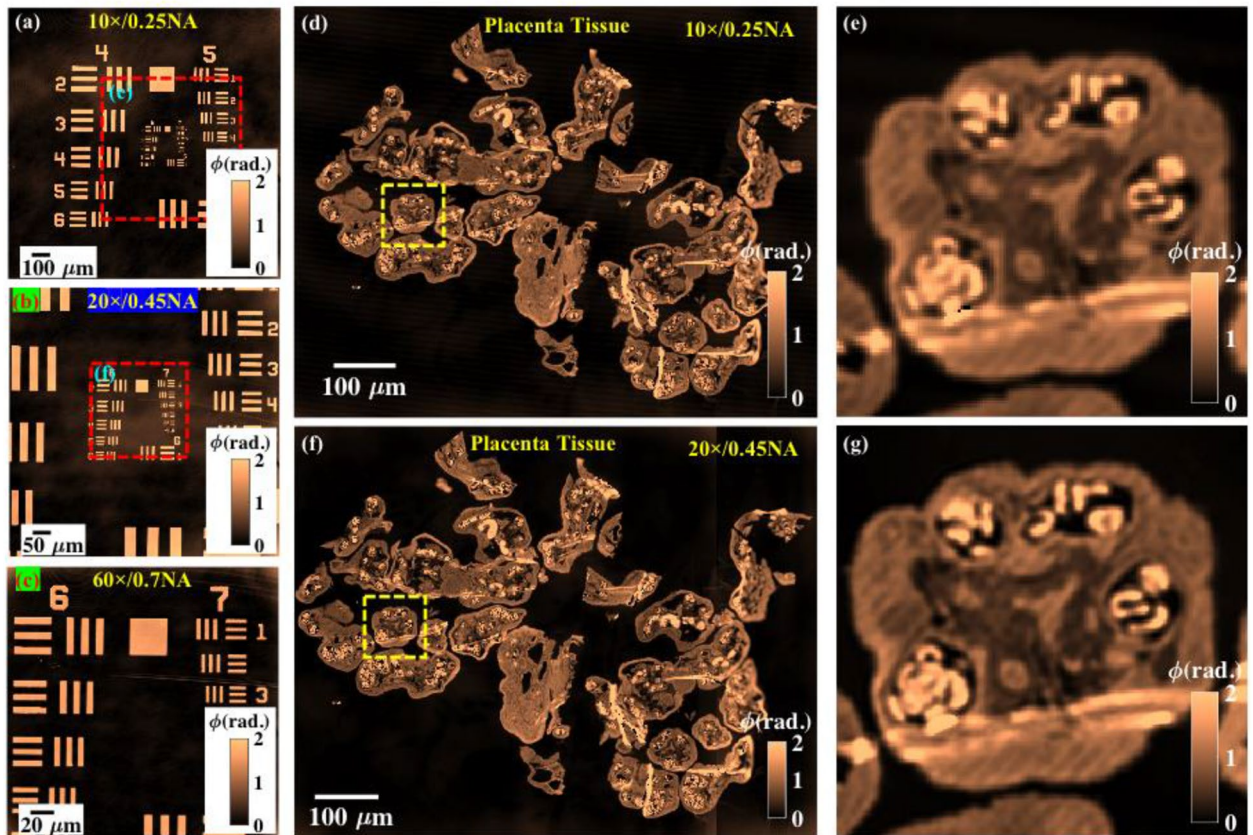 (a)
10×/0.25NA
4
5
2
(c)
1
2
3
3
4
4
5
6
ϕ(rad.)
2
1
0
100 μm
(b)
20×/0.45NA
2
(f)
7
3
4
6
ϕ(rad.)
2
1
0
50 μm
(c)
60×/0.7NA
6
7
1
3
ϕ(rad.)
2
1
0
20 μm
(d)
Placenta Tissue
10×/0.25NA
ϕ(rad.)
2
1
0
100 μm
(e)
ϕ(rad.)
2
1
0
(f)
Placenta Tissue
20×/0.45NA
ϕ(rad.)
2
1
0
100 μm
(g)
ϕ(rad.)
2
1
0